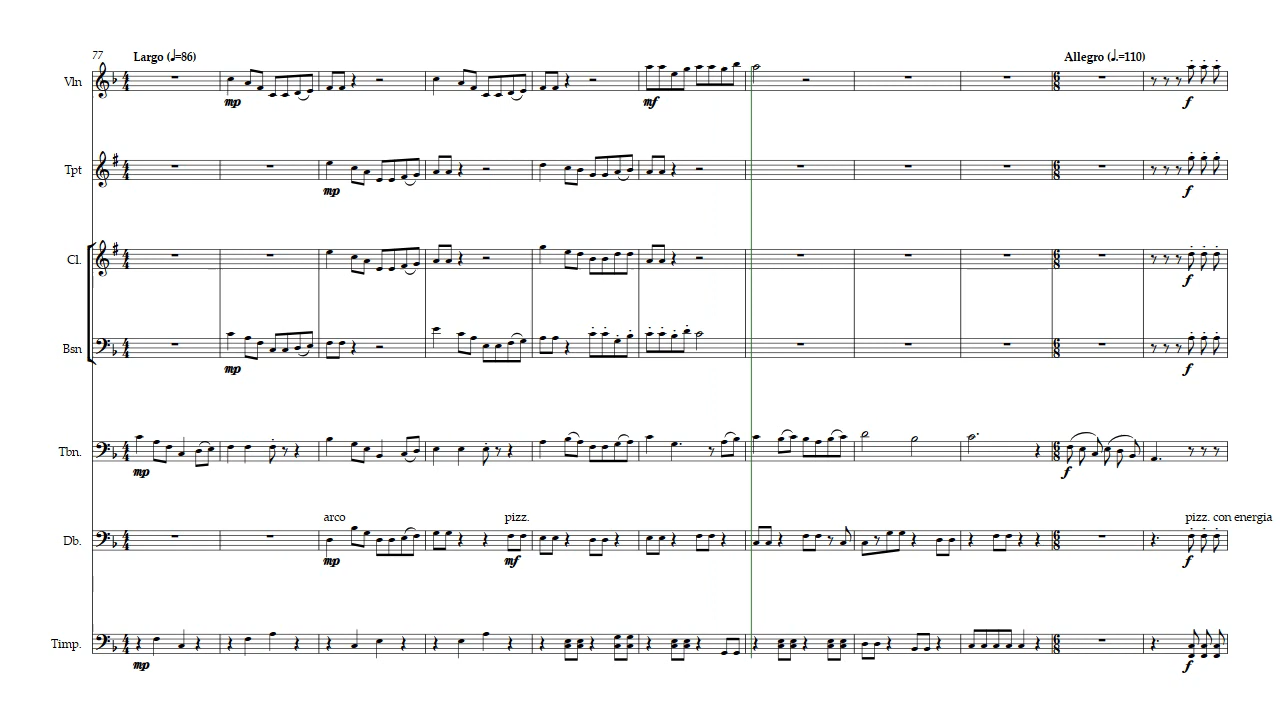 77 Largo (♩=86) Allegro (♩.=110)
Vln
mp mf f
Tpt
mp f
Cl.
f
Bsn
mp f
Tbn.
mp f
arco pizz. pizz. con energia
Db.
mp mf f
Timp.
mp f